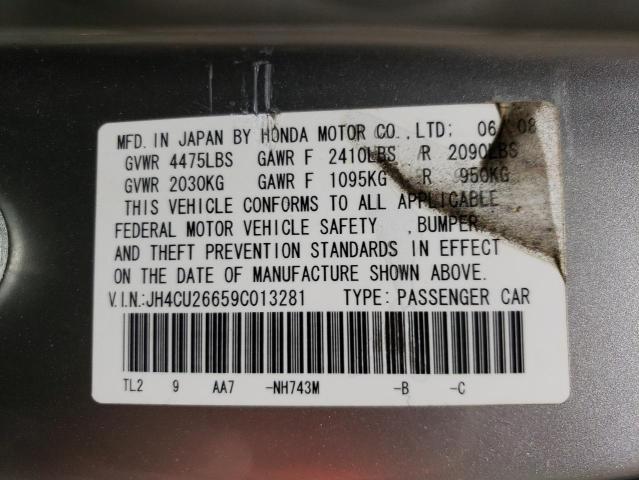 MFD. IN JAPAN BY HONDA MOTOR CO.,LTD; 06/08
GVWR 4475LBS GAWR F 2410LBS /R 2090LBS
GVWR 2030KG GAWR F 1095KG R 950KG
THIS VEHICLE CONFORMS TO ALL APPLICABLE
FEDERAL MOTOR VEHICLE SAFETY ,BUMPER,
AND THEFT PREVENTION STANDARDS IN EFFECT
ON THE DATE OF MANUFACTURE SHOWN ABOVE.
V.I.N.:JH4CU26659C013281 TYPE: PASSENGER CAR
TL2 9 AA7 -NH743M -B -C